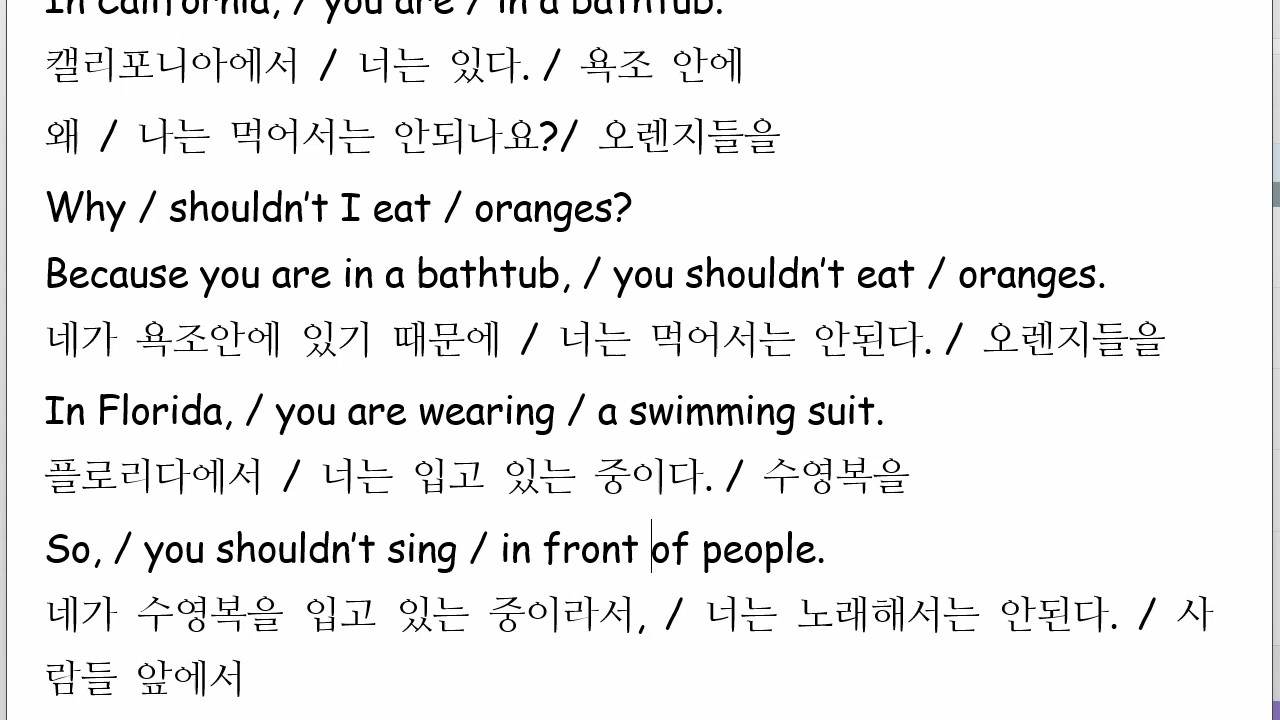 In California, / you are / in a bathtub.
캘리포니아에서 / 너는 있다. / 욕조 안에
왜 / 나는 먹어서는 안되나요?/ 오렌지들을
Why / shouldn't I eat / oranges?
Because you are in a bathtub, / you shouldn't eat / oranges.
네가 욕조안에 있기 때문에 / 너는 먹어서는 안된다. / 오렌지들을
In Florida, / you are wearing / a swimming suit.
플로리다에서 / 너는 입고 있는 중이다. / 수영복을
So, / you shouldn't sing / in front of people.
네가 수영복을 입고 있는 중이라서, / 너는 노래해서는 안된다. / 사
람들 앞에서